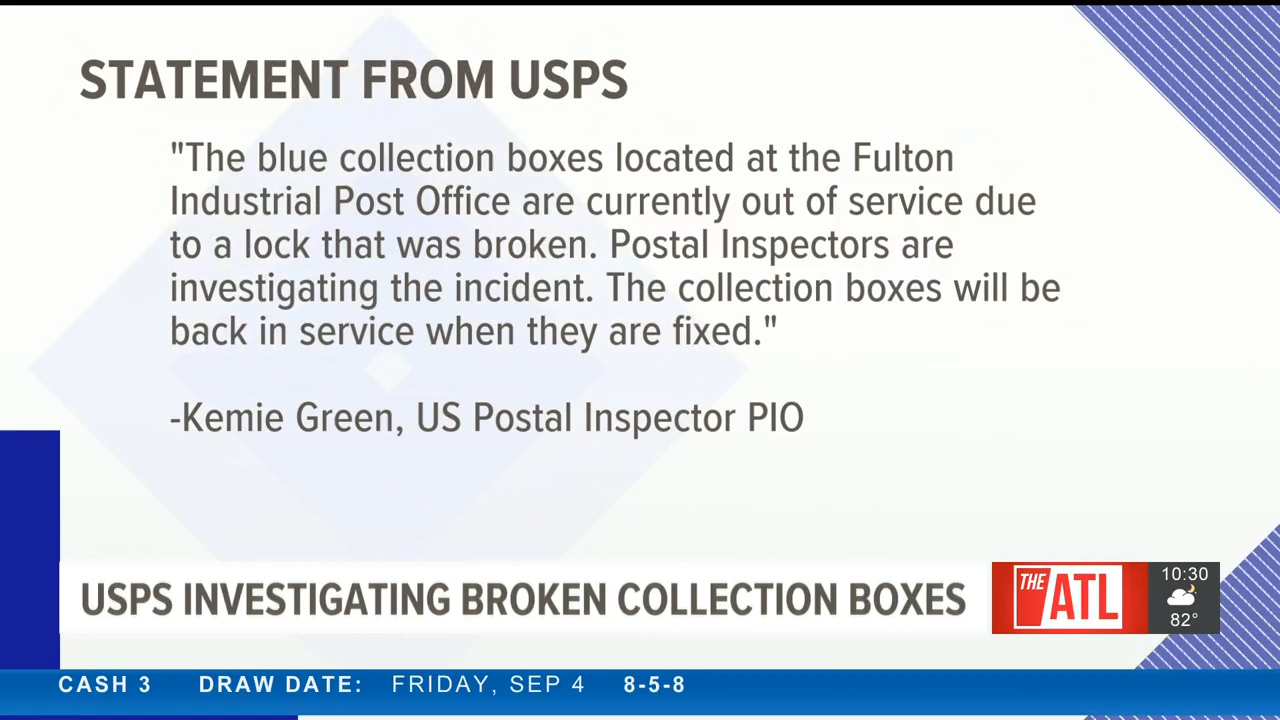 STATEMENT FROM USPS
"The blue collection boxes located at the Fulton
Industrial Post Office are currently out of service due
to a lock that was broken. Postal Inspectors are
investigating the incident. The collection boxes will be
back in service when they are fixed."
-Kemie Green, US Postal Inspector PIO
USPS INVESTIGATING BROKEN COLLECTION BOXES
THE ATL
10:30
82°
CASH 3 DRAW DATE: FRIDAY, SEP 4 8-5-8